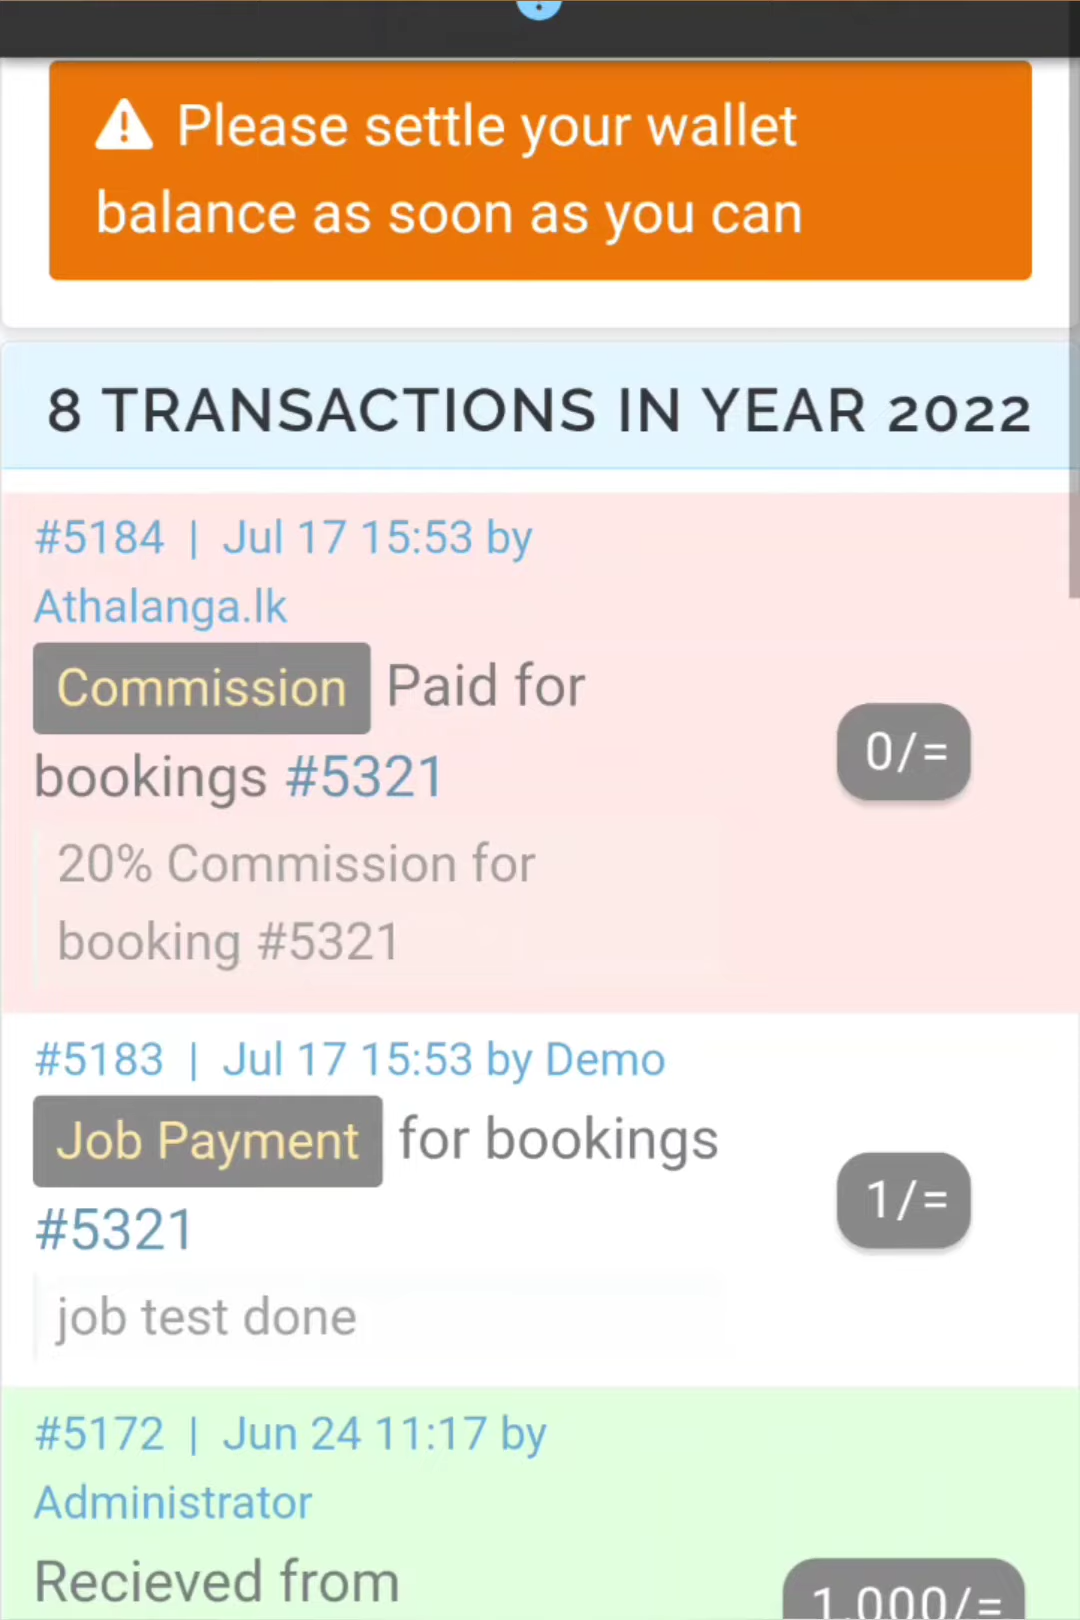 Please settle your wallet
balance as soon as you can
8 TRANSACTIONS IN YEAR 2022
#5184 | Jul 17 15:53 by
Athalanga.lk
Commission Paid for
bookings #5321
0/=
20% Commission for
booking #5321
#5183 | Jul 17 15:53 by Demo
Job Payment for bookings
#5321
1/=
job test done
#5172 | Jun 24 11:17 by
Administrator
Recieved from
1,000/=